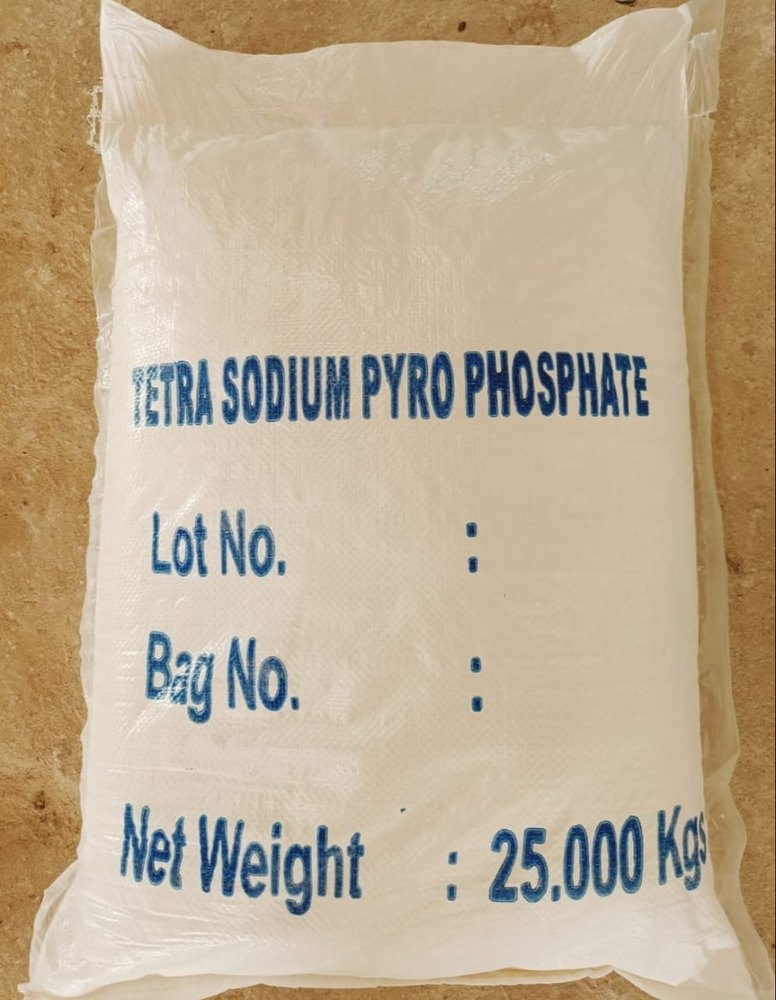 TETRA SODIUM PYRO PHOSPHATE
Lot No. :
Bag No. :
Net Weight : 25.000 Kgs